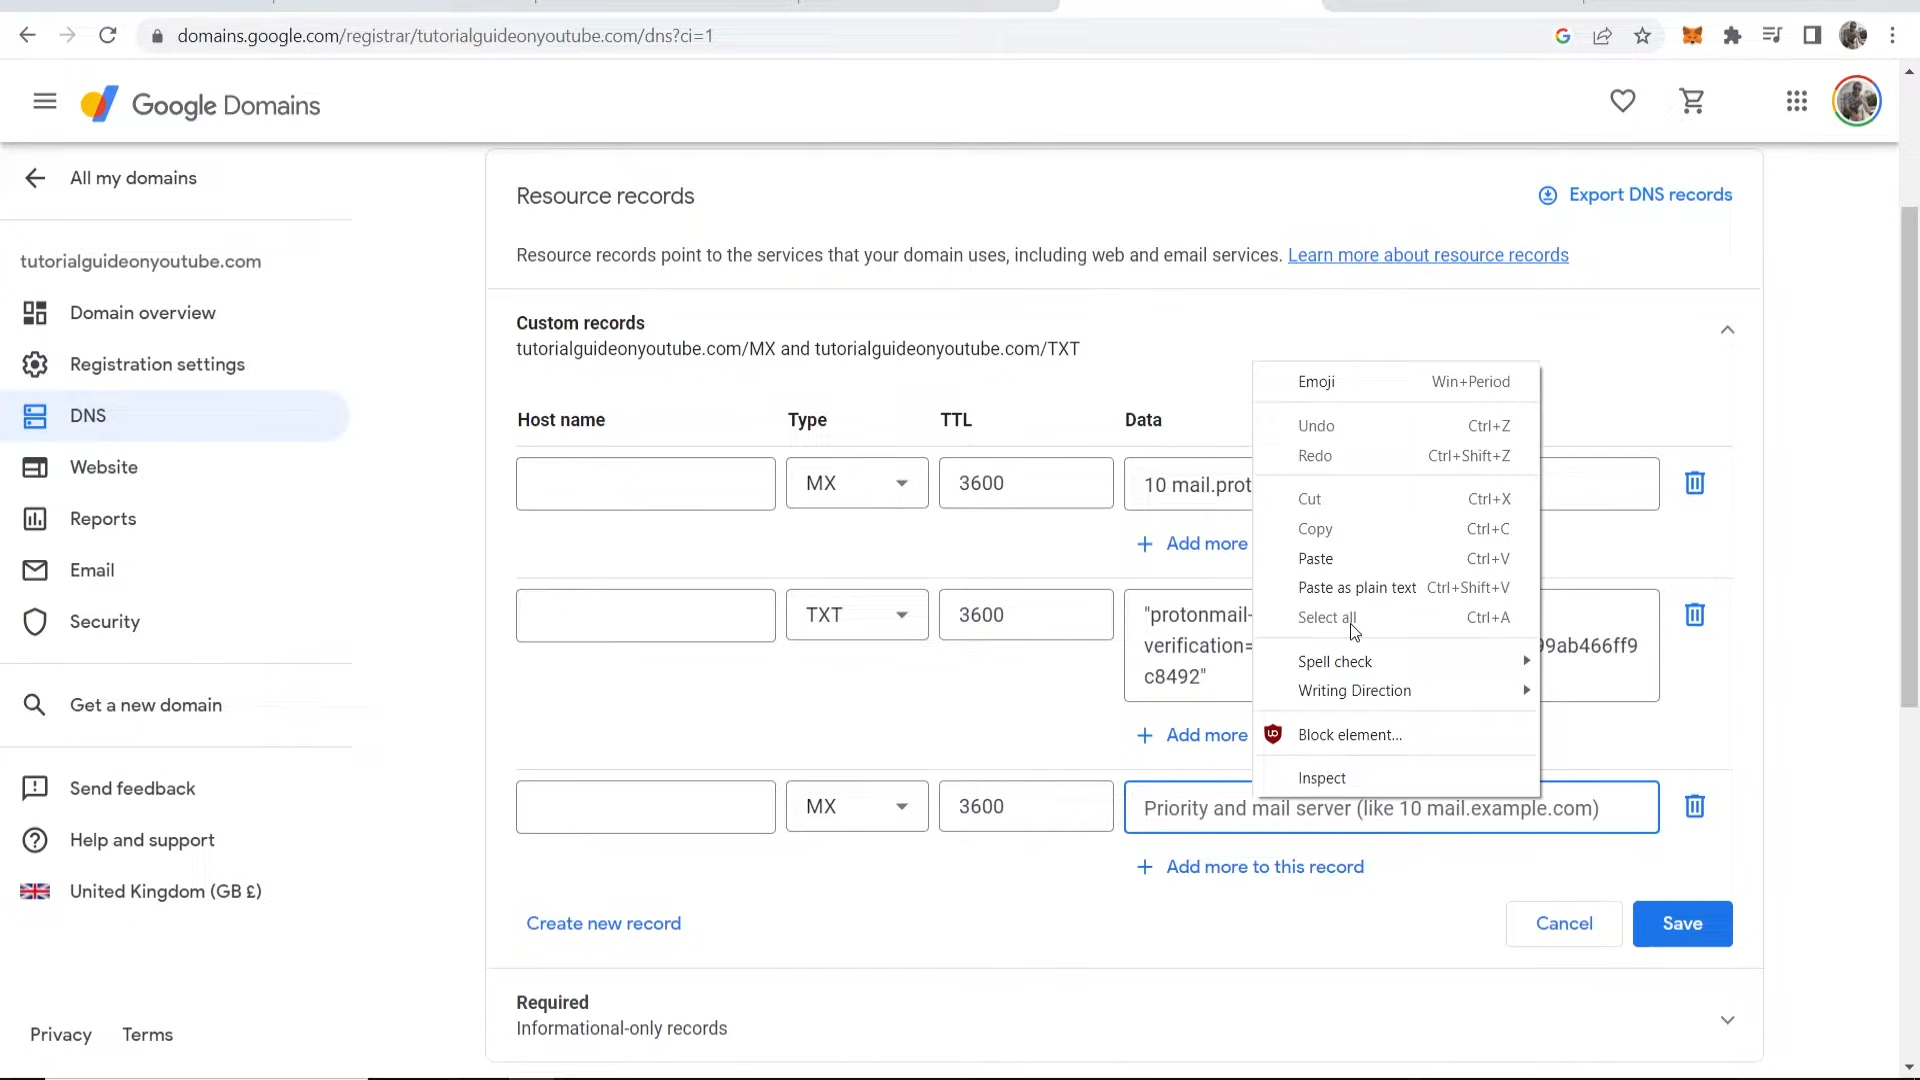 domains.google.com/registrar/tutorialguideonyoutube.com/dns?ci=1
Google Domains
All my domains
tutorialguideonyoutube.com
Domain overview
Registration settings
DNS
Website
Reports
Email
Security
Get a new domain
Send feedback
Help and support
United Kingdom (GB £)
Privacy Terms
Resource records
Export DNS records
Resource records point to the services that your domain uses, including web and email services. Learn more about resource records
Custom records
tutorialguideonyoutube.com/MX and tutorialguideonyoutube.com/TXT
Host name Type TTL Data
MX 3600 10 mail.prot
Add more
TXT 3600 "protonmail-
verification= 99ab466ff9
c8492"
Add more
MX 3600 Priority and mail server (like 10 mail.example.com)
Add more to this record
Create new record
Cancel Save
Required
Informational-only records
Emoji Win+Period
Undo Ctrl+Z
Redo Ctrl+Shift+Z
Cut Ctrl+X
Copy Ctrl+C
Paste Ctrl+V
Paste as plain text Ctrl+Shift+V
Select all Ctrl+A
Spell check
Writing Direction
Block element...
Inspect